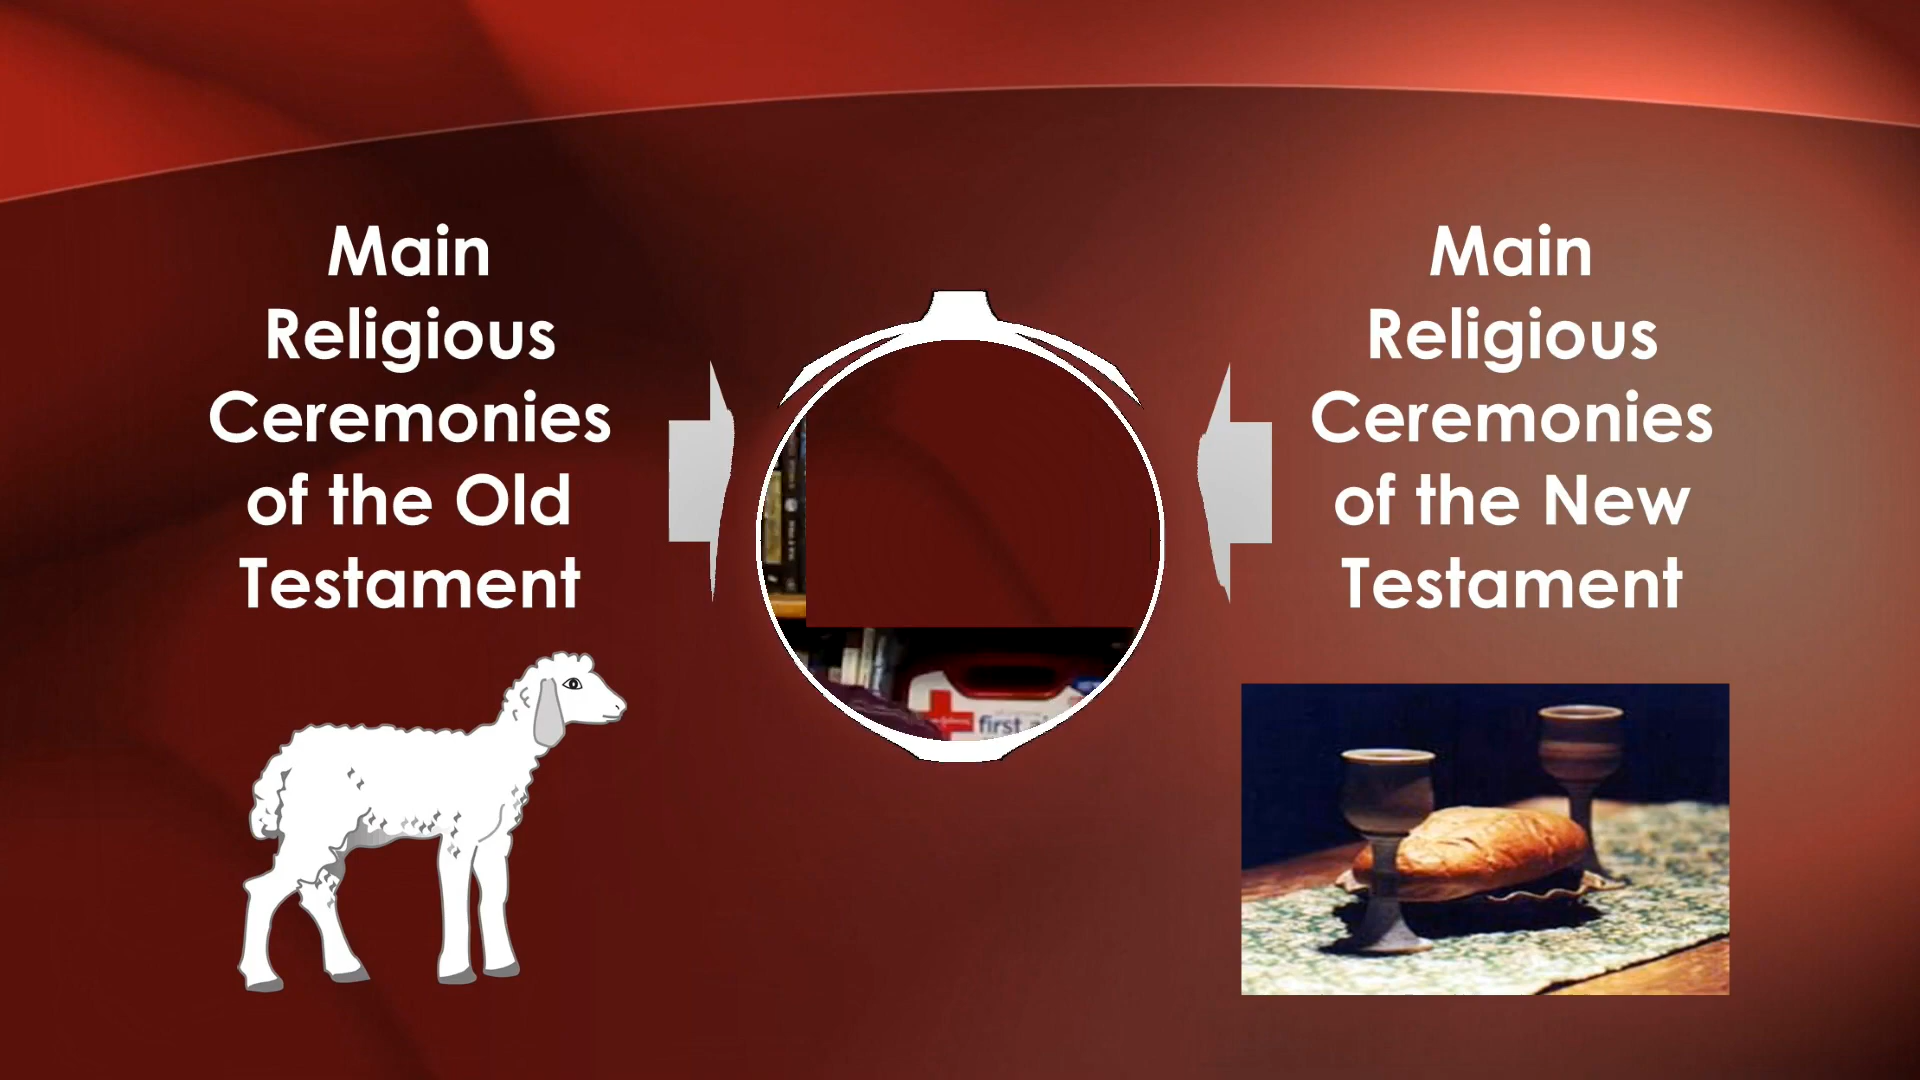 Main
Religious
Ceremonies
of the Old
Testament
Main
Religious
Ceremonies
of the New
Testament
first